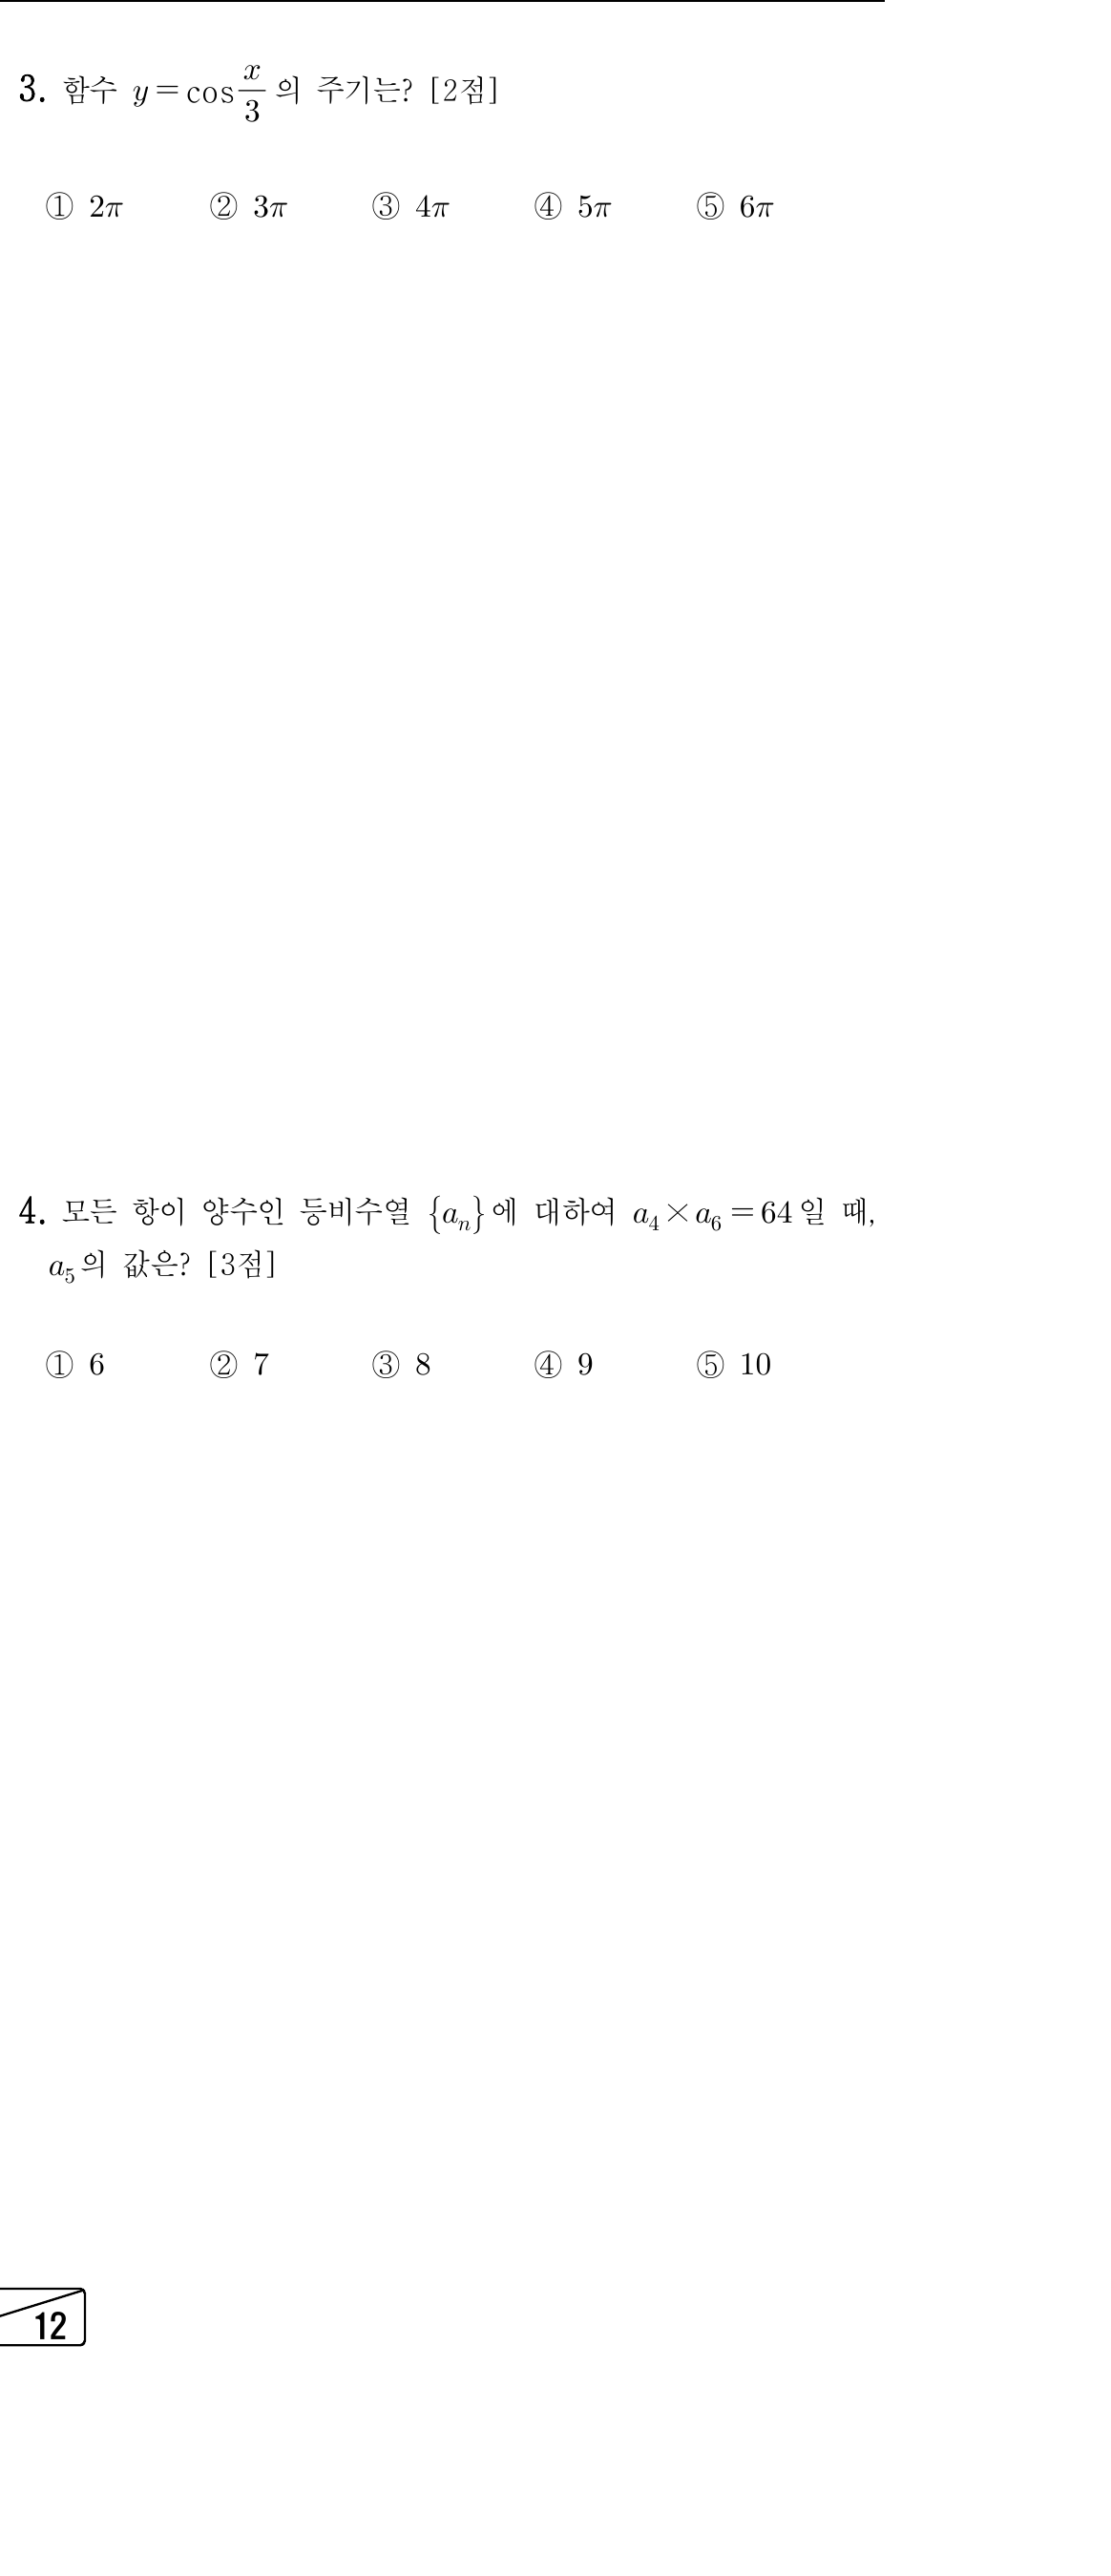 3. 함수 y=cos x/3 의 주기는? [2점]
① 2π ② 3π ③ 4π ④ 5π ⑤ 6π
4. 모든 항이 양수인 등비수열 {aₙ}에 대하여 a₄×a₆=64일 때,
a₅의 값은? [3점]
① 6 ② 7 ③ 8 ④ 9 ⑤ 10
12